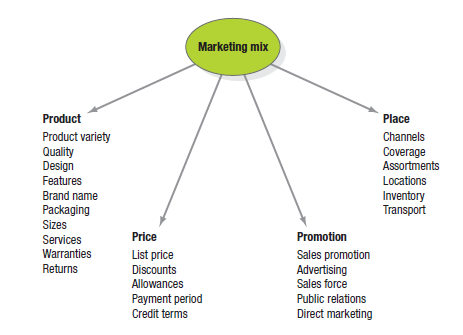 Marketing mix
Product
Product variety
Quality
Design
Features
Brand name
Packaging
Sizes
Services
Warranties
Returns
Price
List price
Discounts
Allowances
Payment period
Credit terms
Promotion
Sales promotion
Advertising
Sales force
Public relations
Direct marketing
Place
Channels
Coverage
Assortments
Locations
Inventory
Transport